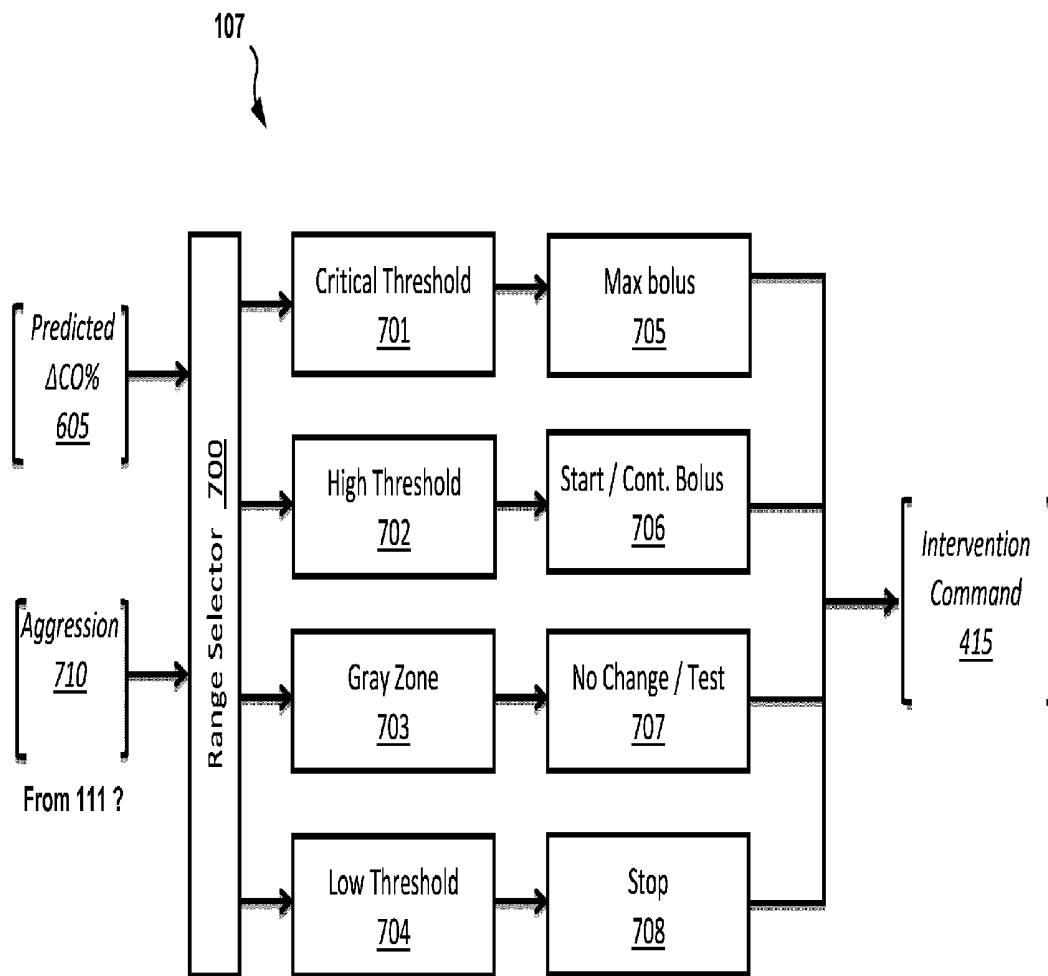 107
Predicted
ΔCO%
605
Aggression
710
From 111 ?
Range Selector 700
Critical Threshold
701
Max bolus
705
High Threshold
702
Start / Cont. Bolus
706
Gray Zone
703
No Change / Test
707
Low Threshold
704
Stop
708
Intervention
Command
415